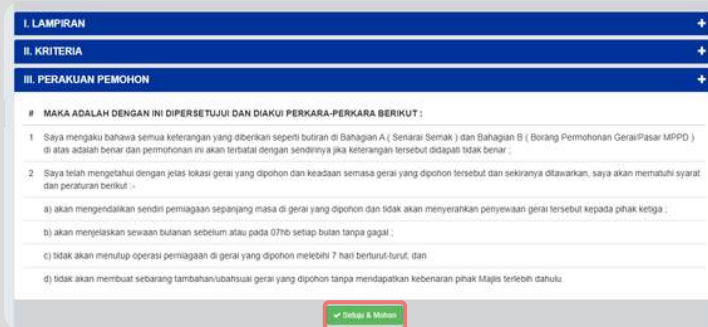 I. LAMPIRAN
II. KRITERIA
III. PERAKUAN PEMOHON
# MAKA ADALAH DENGAN INI DIPERSETUJUI DAN DIAKUI PERKARA-PERKARA BERIKUT :
1 Saya mengaku bahawa semua keterangan yang diberikan seperti butiran di Bahagian A ( Senarai Semak ) dan Bahagian B ( Borang Permohonan Gerai/Pasar MPPD )
di atas adalah benar dan permohonan ini akan terbatal dengan sendirinya jika keterangan tersebut didapati tidak benar ;
2 Saya telah mengetahui dengan jelas lokasi gerai yang dipohon dan keadaan semasa gerai yang dipohon tersebut dan sekiranya ditawarkan, saya akan mematuhi syarat
dan peraturan berikut :-
a) akan mengendalikan sendiri perniagaan sepanjang masa di gerai yang dipohon dan tidak akan menyerahkan penyewaan gerai tersebut kepada pihak ketiga ;
b) akan menjelaskan sewaan bulanan sebelum atau pada 07hb setiap bulan tanpa gagal ;
c) tidak akan menutup operasi perniagaan di gerai yang dipohon melebihi 7 hari berturut-turut; dan
d) tidak akan membuat sebarang tambahan/ubahsuai gerai yang dipohon tanpa mendapatkan kebenaran pihak Majlis terlebih dahulu.
Setuju & Mohon